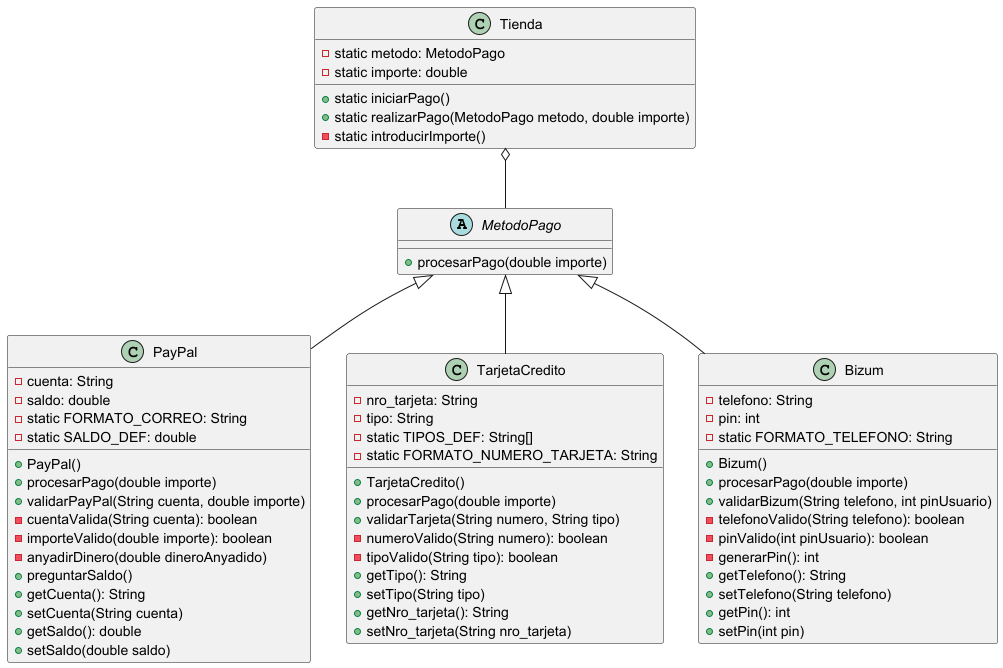 C Tienda
static metodo: MetodoPago
static importe: double
static iniciarPago()
static realizarPago(MetodoPago metodo, double importe)
static introducirImporte()
A MetodoPago
procesarPago(double importe)
C PayPal
cuenta: String
saldo: double
static FORMATO_CORREO: String
static SALDO_DEF: double
PayPal()
procesarPago(double importe)
validarPayPal(String cuenta, double importe)
cuentaValida(String cuenta): boolean
importeValido(double importe): boolean
anyadirDinero(double dineroAnyadido)
preguntarSaldo()
getCuenta(): String
setCuenta(String cuenta)
getSaldo(): double
setSaldo(double saldo)
C TarjetaCredito
nro_tarjeta: String
tipo: String
static TIPOS_DEF: String[]
static FORMATO_NUMERO_TARJETA: String
TarjetaCredito()
procesarPago(double importe)
validarTarjeta(String numero, String tipo)
numeroValido(String numero): boolean
tipoValido(String tipo): boolean
getTipo(): String
setTipo(String tipo)
getNro_tarjeta(): String
setNro_tarjeta(String nro_tarjeta)
C Bizum
telefono: String
pin: int
static FORMATO_TELEFONO: String
Bizum()
procesarPago(double importe)
validarBizum(String telefono, int pinUsuario)
telefonoValido(String telefono): boolean
pinValido(int pinUsuario): boolean
generarPin(): int
getTelefono(): String
setTelefono(String telefono)
getPin(): int
setPin(int pin)